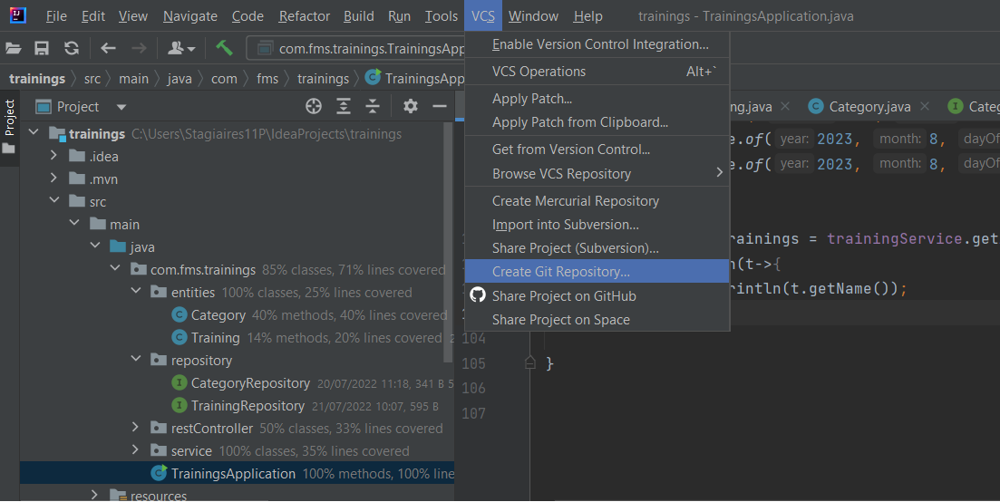 File Edit View Navigate Code Refactor Build Run Tools VCS Window Help trainings - TrainingsApplication.java
com.fms.trainings.TrainingsApp
trainings > src > main > java > com > fms > trainings > TrainingsApp
Project
Project
ng.java Category.java Categ
trainings C:\Users\Stagiaires11P\IdeaProjects\trainings
.idea
.mvn
src
main
java
com.fms.trainings 85% classes, 71% lines covered
entities 100% classes, 25% lines covered
Category 40% methods, 40% lines covered
Training 14% methods, 20% lines covered 2
repository
CategoryRepository 20/07/2022 11:18, 341 B 5
TrainingRepository 21/07/2022 10:07, 595 B
restController 50% classes, 33% lines covered
service 100% classes, 35% lines covered
TrainingsApplication 100% methods, 100% line
resources
Enable Version Control Integration...
VCS Operations Alt+`
Apply Patch...
Apply Patch from Clipboard...
Get from Version Control...
Browse VCS Repository
Create Mercurial Repository
Import into Subversion...
Share Project (Subversion)...
Create Git Repository...
Share Project on GitHub
Share Project on Space
e.of( year: 2023, month: 8, dayOf
e.of( year: 2023, month: 8, dayOf
rainings = trainingService.get
n(t->{
rintln(t.getName());
104
105 }
106
107